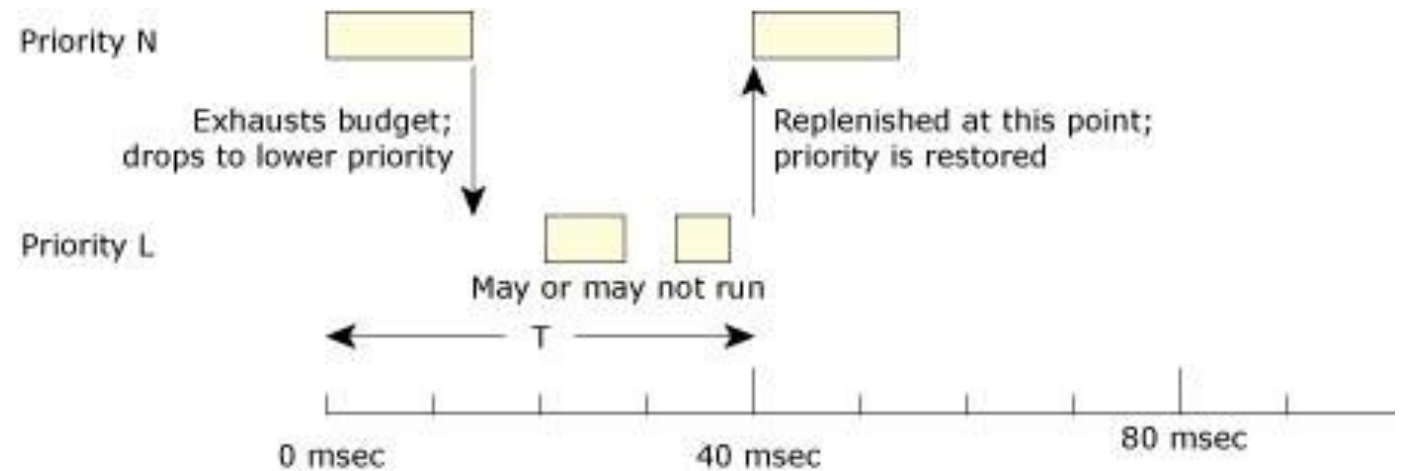 Priority N
Exhausts budget;
drops to lower priority
Replenished at this point;
priority is restored
Priority L
May or may not run
T
0 msec
40 msec
80 msec